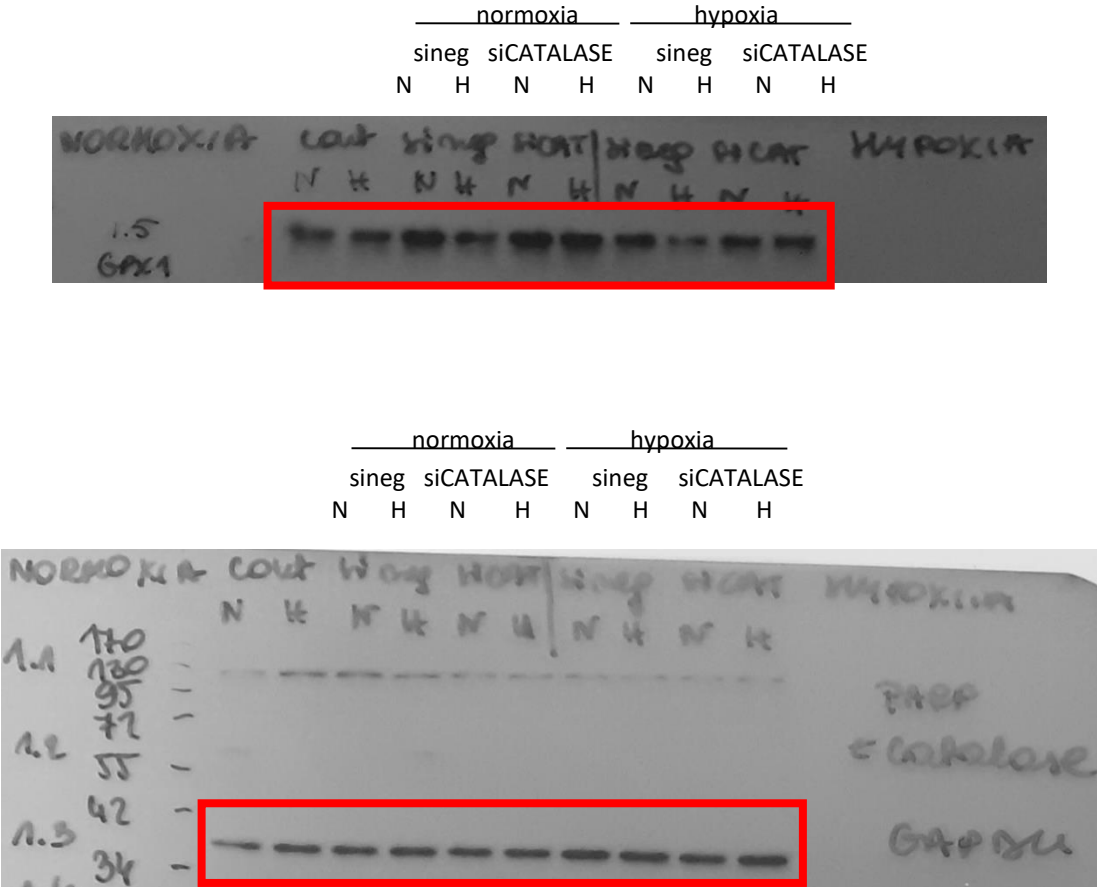 normoxia hypoxia
sineg siCATALASE sineg siCATALASE
N H N H N H N H
NORMOXIA cont sineg siCAT sineg siCAT HYPOXIA
N H N H N H N H N H
1.5
GPX1
normoxia hypoxia
sineg siCATALASE sineg siCATALASE
N H N H N H N H
NORMOXIA cont sineg siCAT sineg siCAT HYPOXIA
N H N H N H N H N H
170
1.1 130
95 PARP
72
1.2 ← catalase
55
42
1.3 GAPDH
34